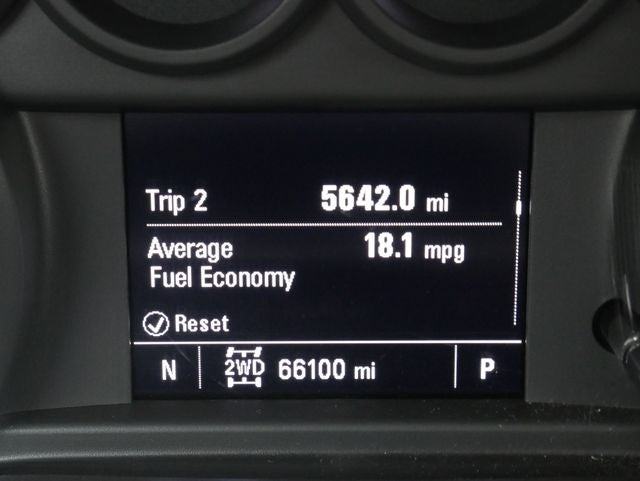 Trip 2 5642.0 mi
Average 18.1 mpg
Fuel Economy
Reset
N 2WD 66100 mi P